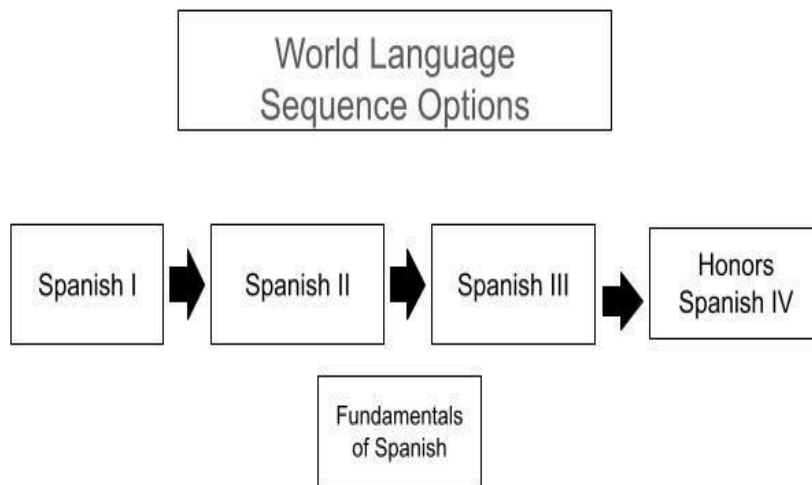 World Language
Sequence Options
Spanish I
Spanish II
Spanish III
Honors
Spanish IV
Fundamentals
of Spanish